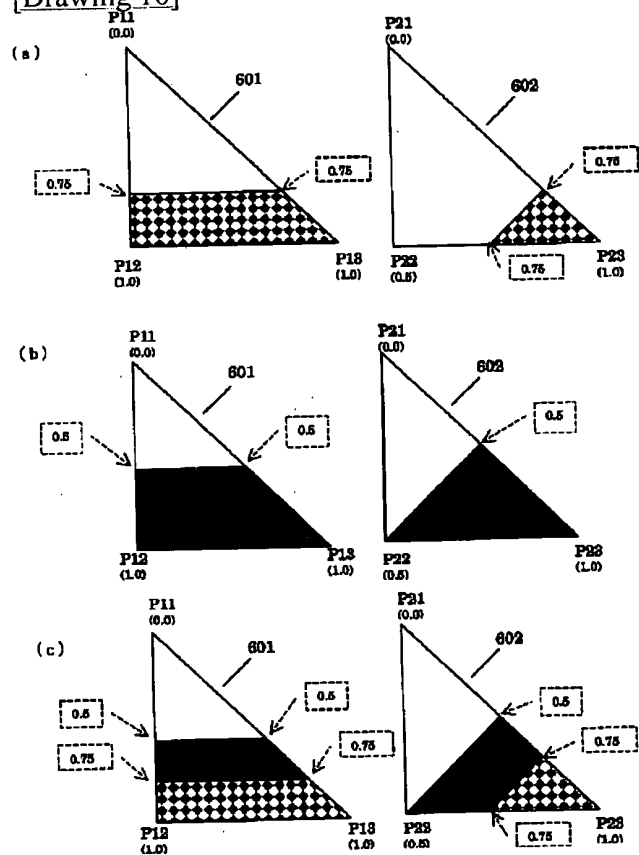 [Drawing 10]
(a)
P11
(0.0)
601
0.75
0.75
P12
(1.0)
P13
(1.0)
P21
(0.0)
602
0.75
P22
(0.5)
0.75
P23
(1.0)
(b)
P11
(0.0)
601
0.5
0.5
P12
(1.0)
P13
(1.0)
P21
(0.0)
602
0.5
P22
(0.5)
P23
(1.0)
(c)
P11
(0.0)
601
0.5
0.5
0.75
0.75
P12
(1.0)
P13
(1.0)
P21
(0.0)
602
0.5
0.75
P22
(0.5)
0.75
P23
(1.0)